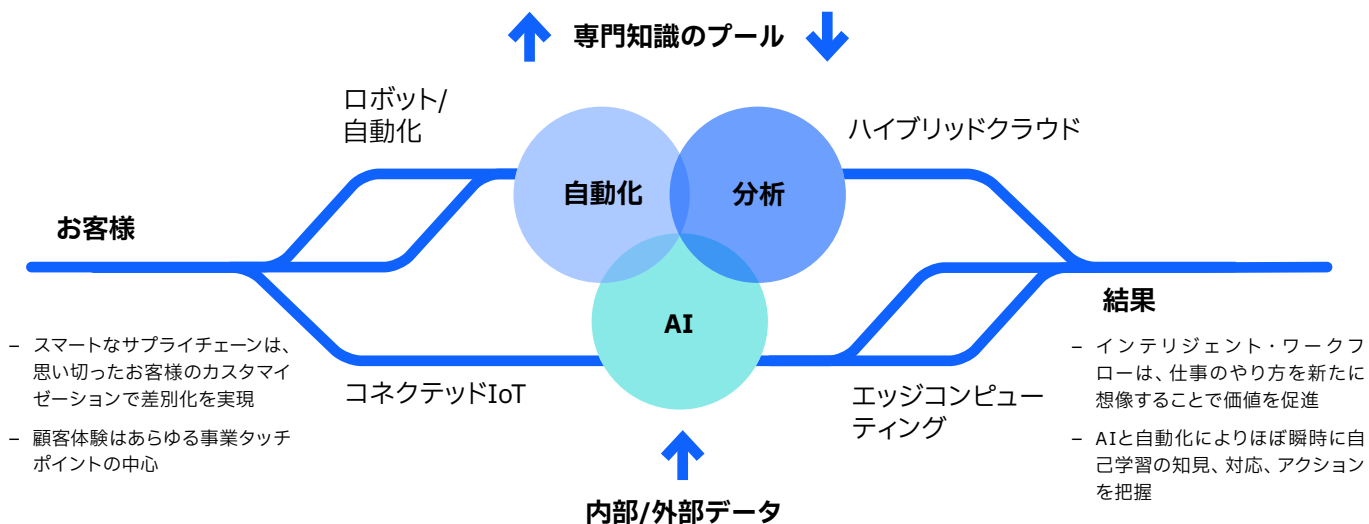 専門知識のプール
ロボット/
自動化
ハイブリッドクラウド
自動化
分析
お客様
AI
結果
– スマートなサプライチェーンは、
思い切ったお客様のカスタマイ
ゼーションで差別化を実現
– 顧客体験はあらゆる事業タッチ
ポイントの中心
コネクテッドIoT
エッジコンピュー
ティング
– インテリジェント・ワークフ
ローは、仕事のやり方を新たに
想像することで価値を促進
– AIと自動化によりほぼ瞬時に自
己学習の知見、対応、アクション
を把握
内部/外部データ